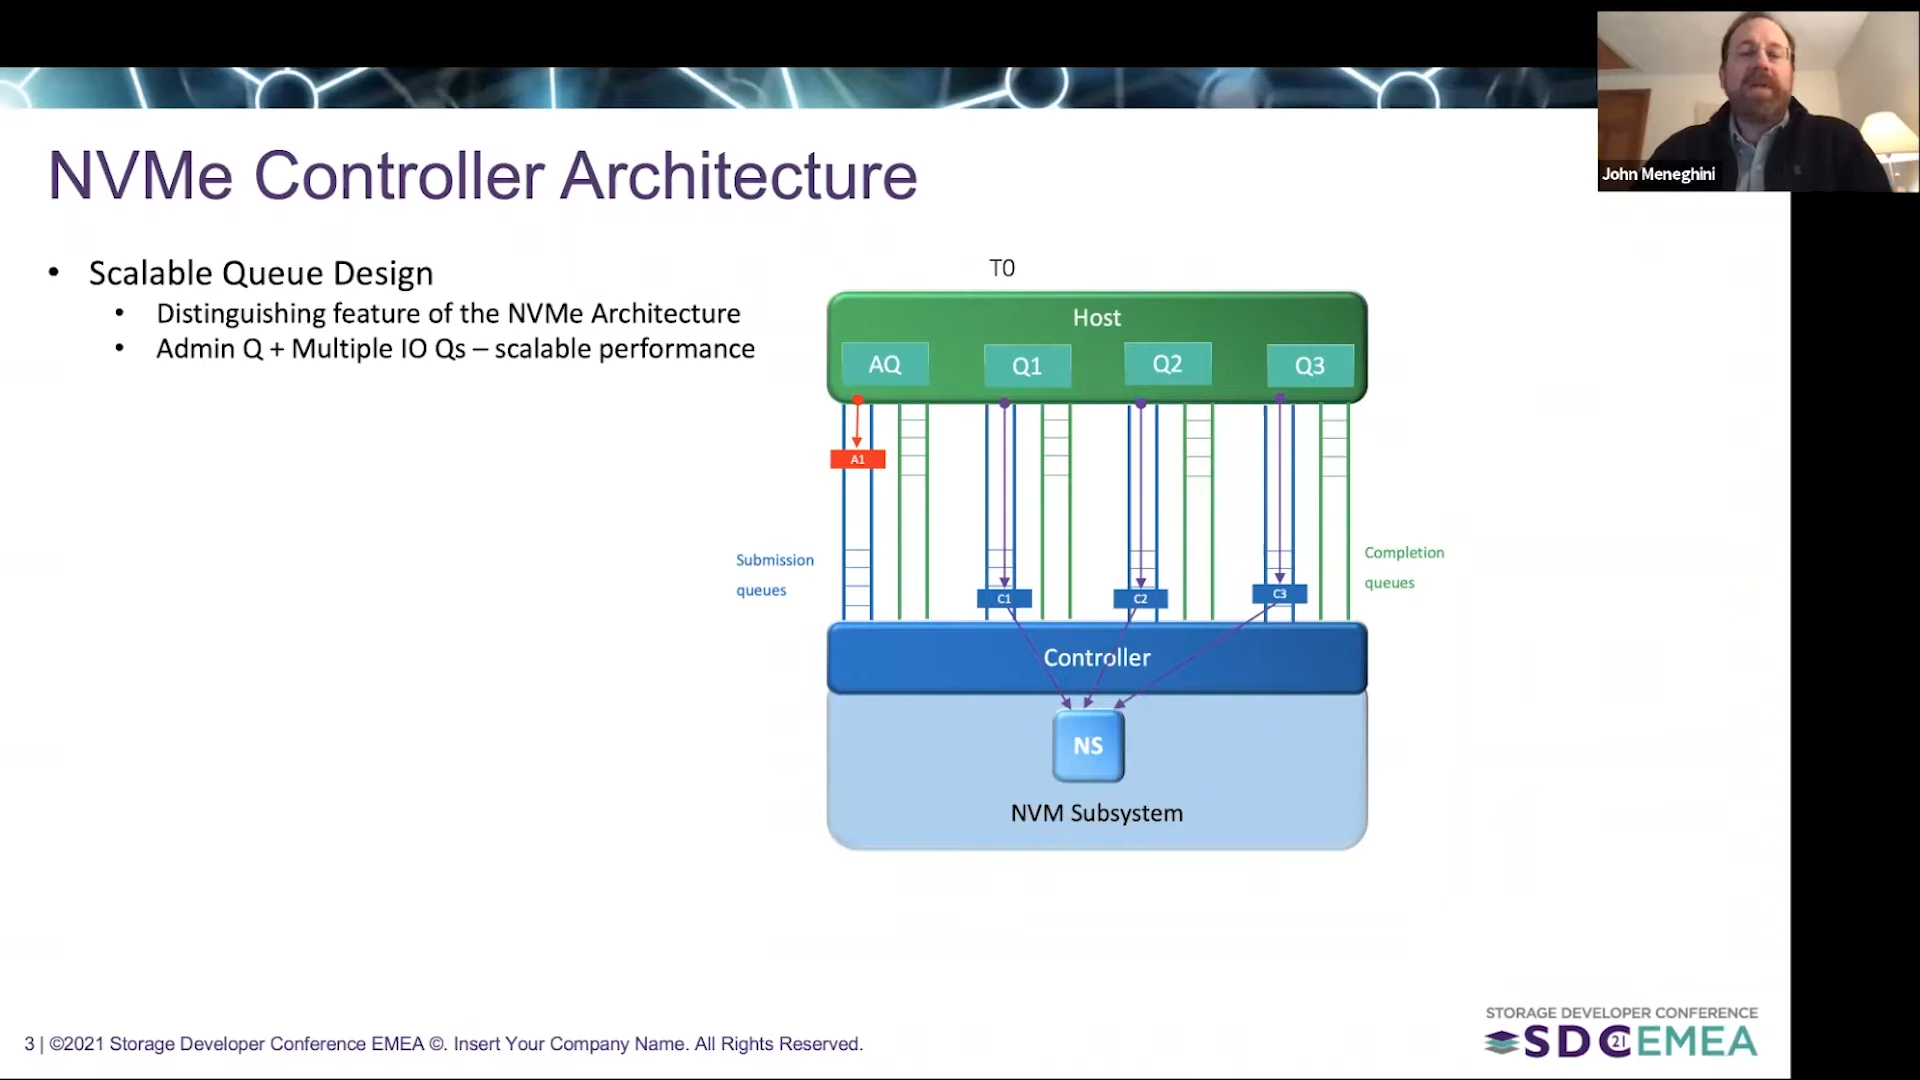 John Meneghini
NVMe Controller Architecture
• Scalable Queue Design
• Distinguishing feature of the NVMe Architecture
• Admin Q + Multiple IO Qs – scalable performance
T0
Host
AQ
Q1
Q2
Q3
A1
Submission
queues
Completion
queues
C1
C2
C3
Controller
NS
NVM Subsystem
3 | ©2021 Storage Developer Conference EMEA ©. Insert Your Company Name. All Rights Reserved.
STORAGE DEVELOPER CONFERENCE
SDC 21 EMEA